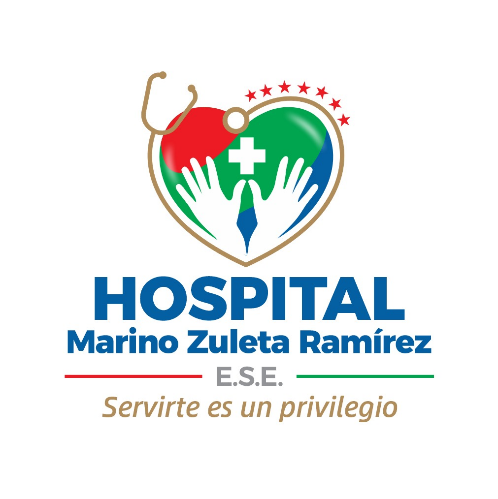 HOSPITAL
Marino Zuleta Ramírez
E.S.E.
Servirte es un privilegio